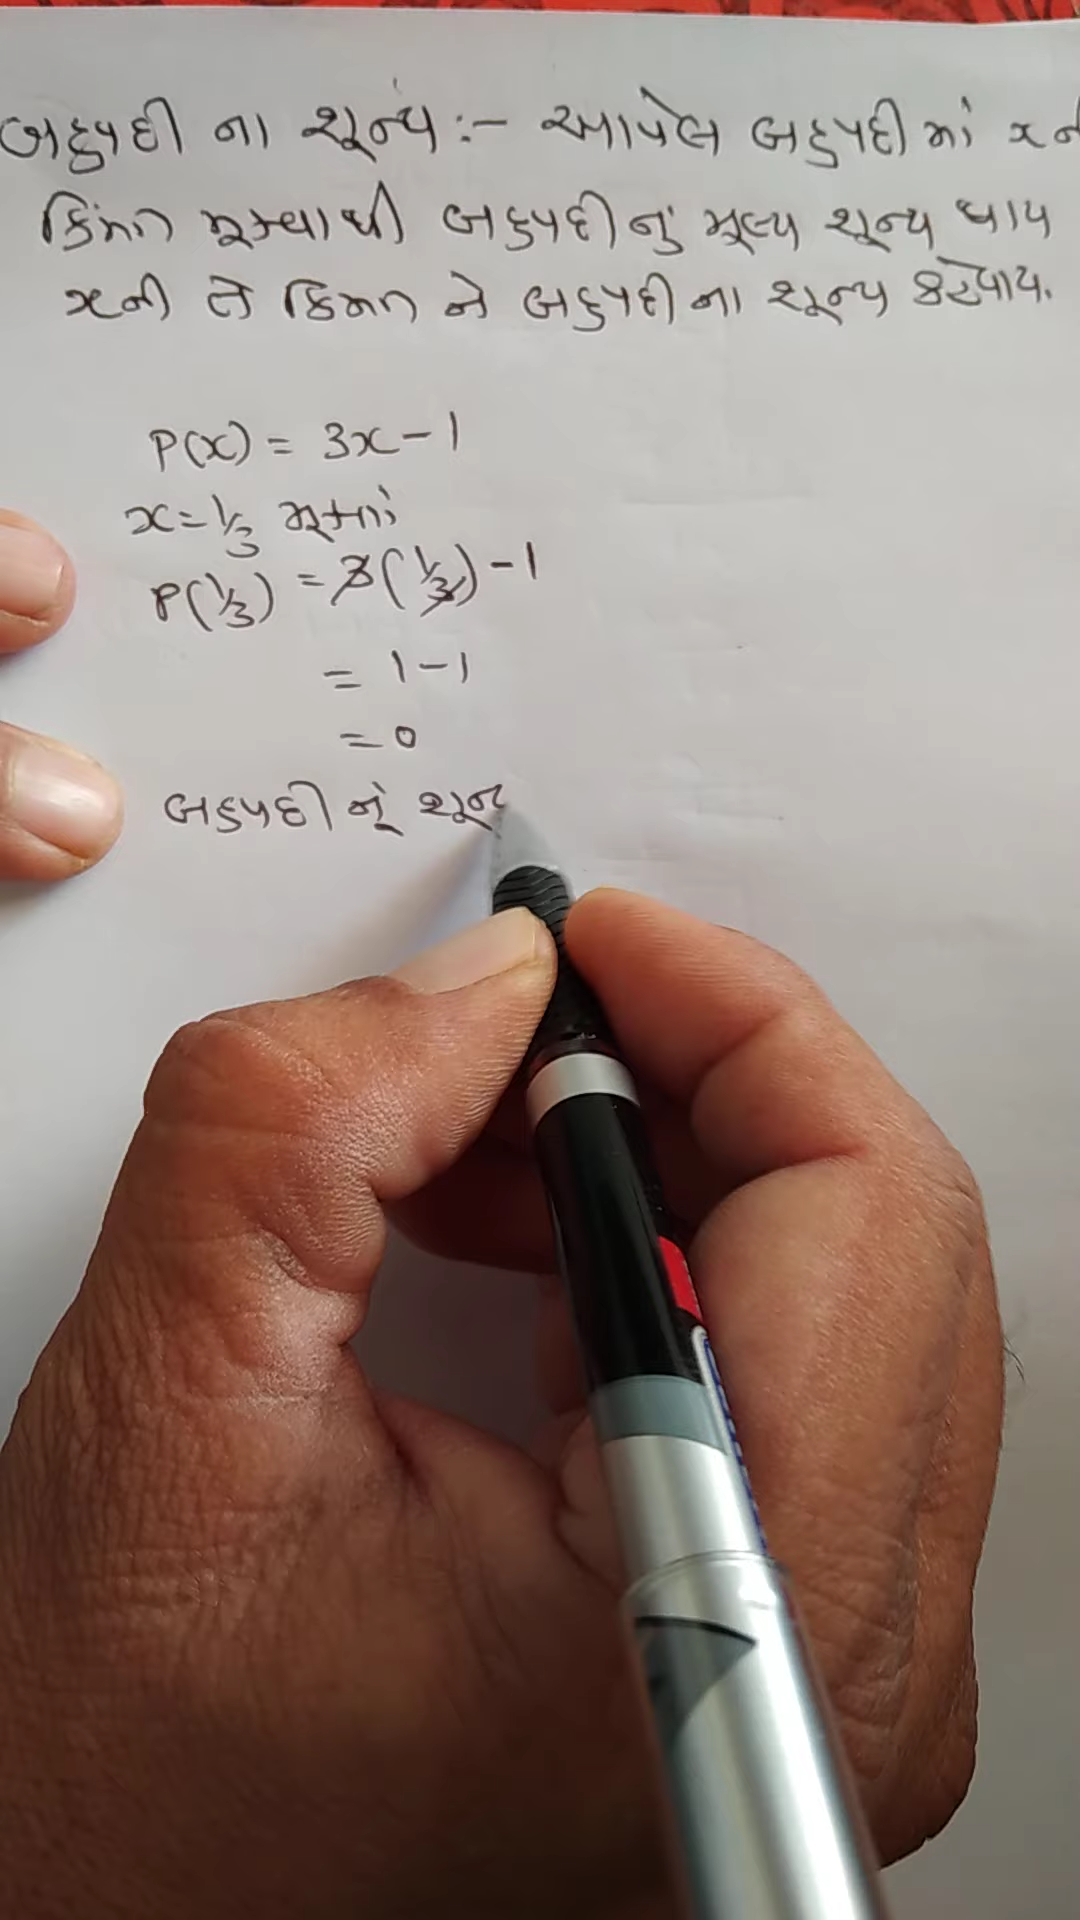 બહુપદી ના શૂન્ય :- આપેલ બહુપદી માં x ની
કિંમત મૂક્યાથી બહુપદીનું મૂલ્ય શૂન્ય થાય
xની તે કિંમત ને બહુપદીના શૂન્ય કહેવાય.
P(x) = 3x-1
x=1/3 મૂકતાં
P(1/3) = 3(1/3)-1
= 1-1
= 0
બહુપદી નૂં શૂન્ય